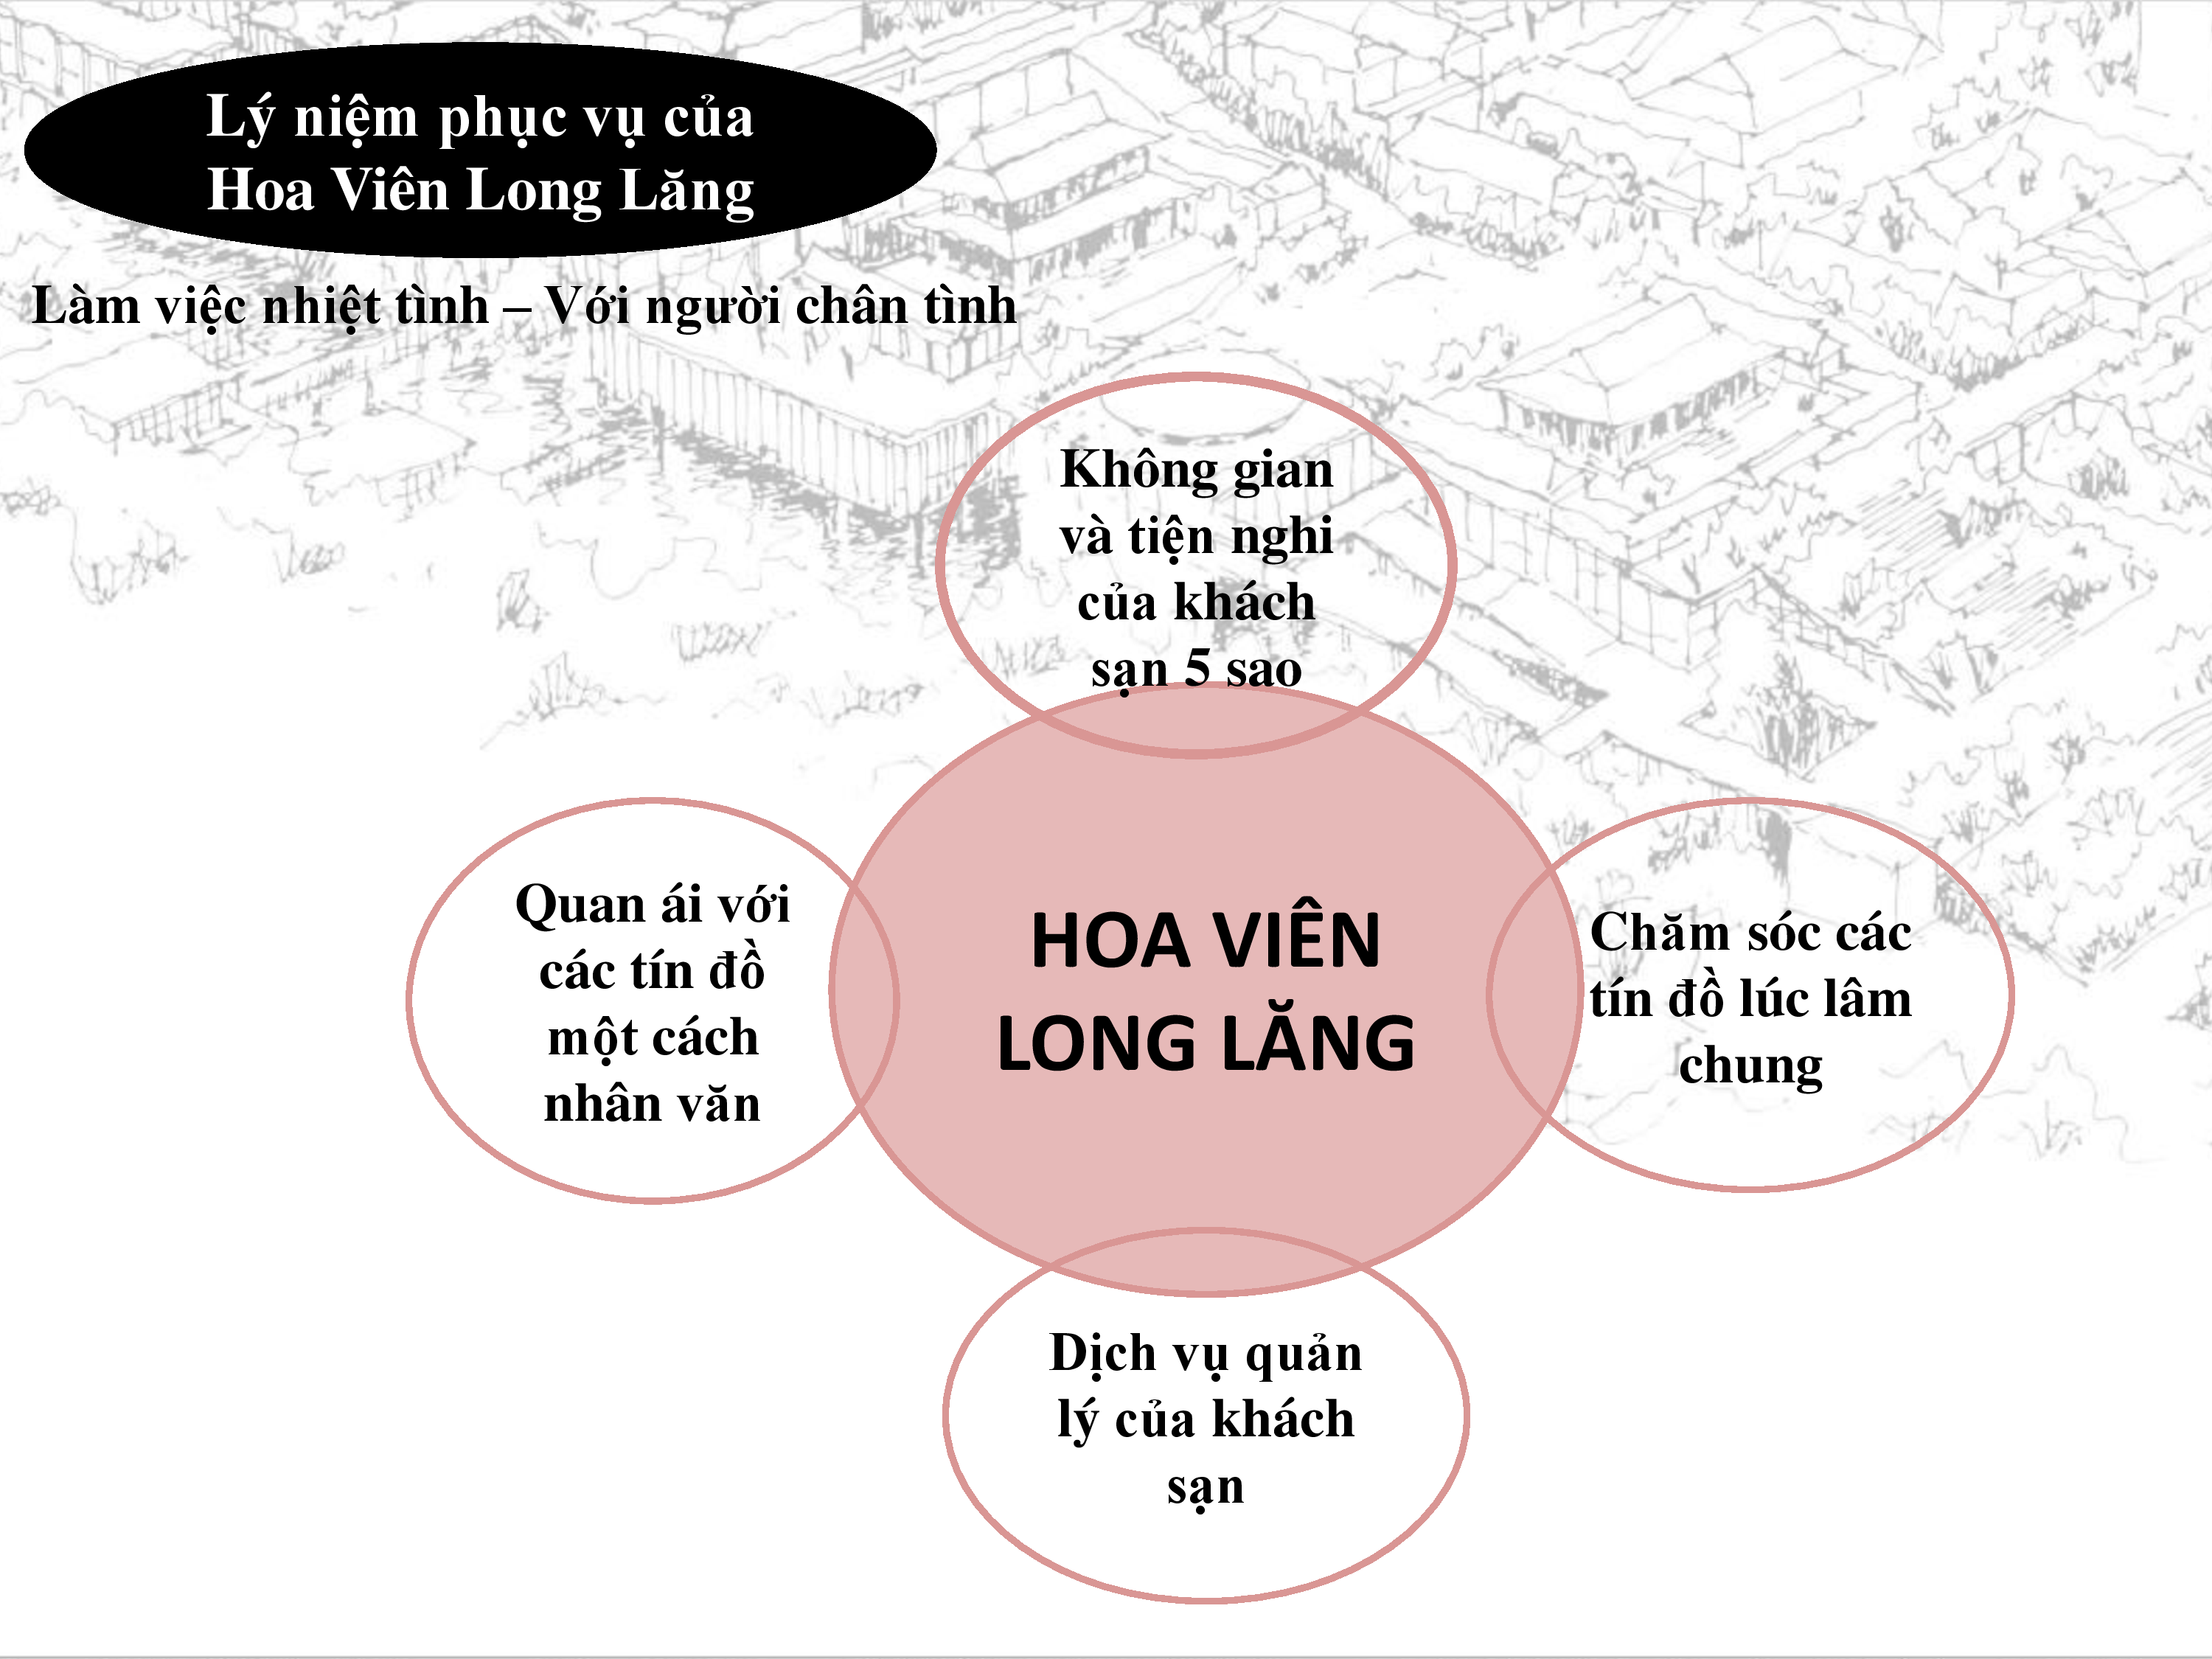 Lý niệm phục vụ của
Hoa Viên Long Lăng
Làm việc nhiệt tình – Với người chân tình
Không gian
và tiện nghi
của khách
sạn 5 sao
Quan ái với
các tín đồ
một cách
nhân văn
HOA VIÊN
LONG LĂNG
Chăm sóc các
tín đồ lúc lâm
chung
Dịch vụ quản
lý của khách
sạn